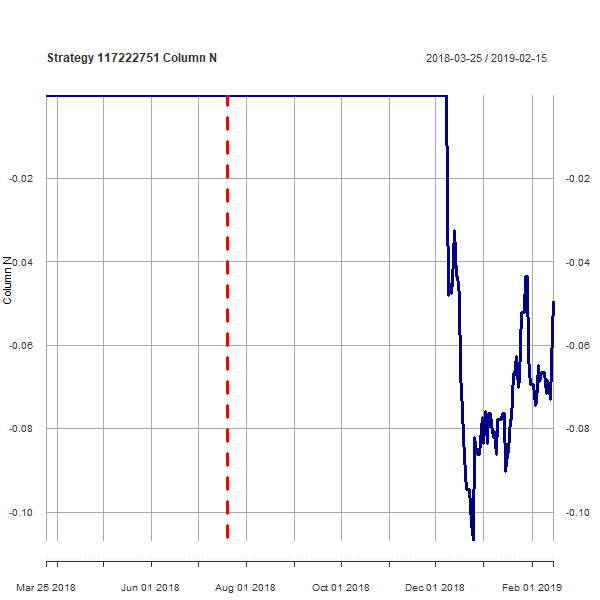 Strategy 117222751 Column N
2018-03-25 / 2019-02-15
-0.02 -0.02
-0.04 -0.04
Column N
-0.06 -0.06
-0.08 -0.08
-0.10 -0.10
Mar 25 2018 Jun 01 2018 Aug 01 2018 Oct 01 2018 Dec 01 2018 Feb 01 2019